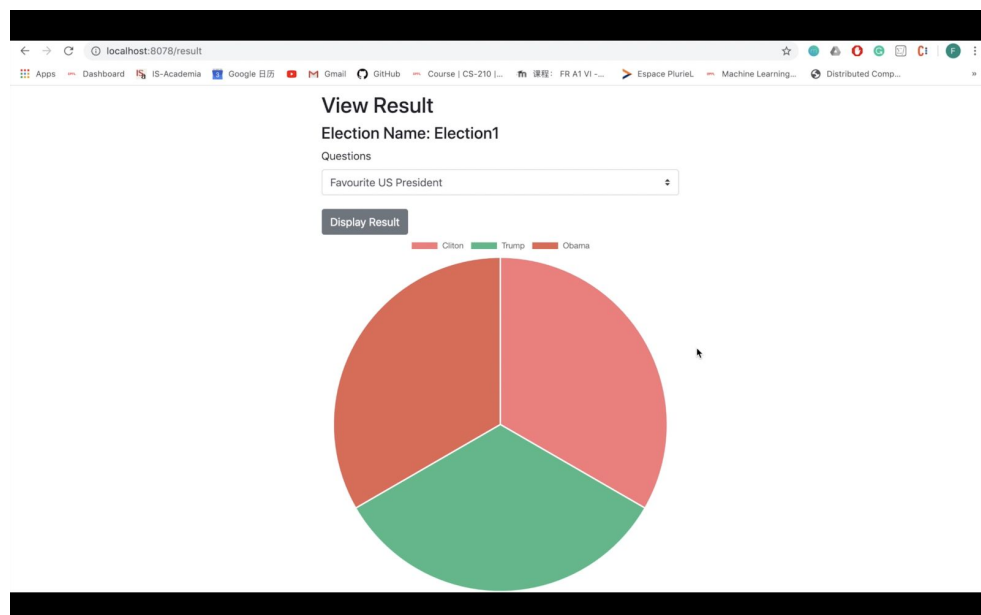 localhost:8078/result
Apps Dashboard IS-Academia Google 日历 Gmail GitHub Course | CS-210 |... 课程： FR A1 VI -... Espace PlurieL Machine Learning... Distributed Comp... »
View Result
Election Name: Election1
Questions
Favourite US President
Display Result
Cliton Trump Obama